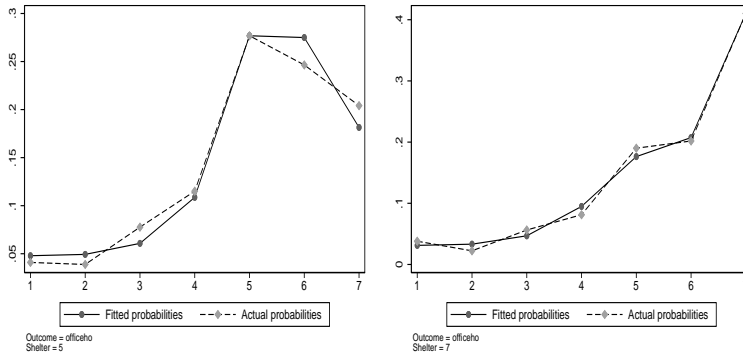 .3
.25
.2
.15
.1
.05
1 2 3 4 5 6 7
Fitted probabilities Actual probabilities
Outcome = officeho
Shelter = 5
.4
.3
.2
.1
0
1 2 3 4 5 6
Fitted probabilities Actual probabilities
Outcome = officeho
Shelter = 7